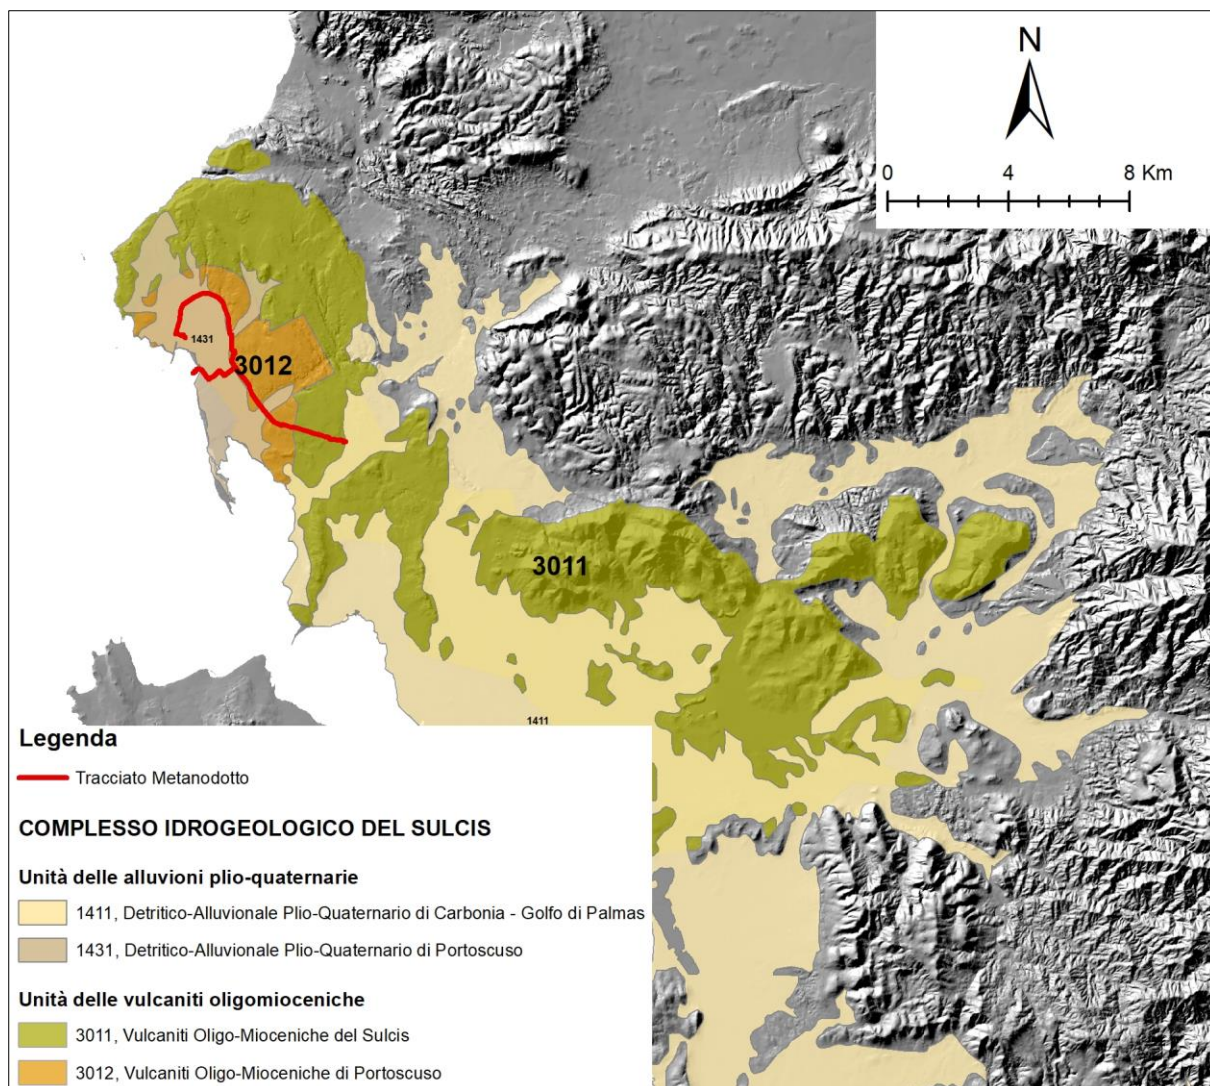 N
0 4 8 Km
1431
3012
3011
1411
Legenda
Tracciato Metanodotto
COMPLESSO IDROGEOLOGICO DEL SULCIS
Unità delle alluvioni plio-quaternarie
1411, Detritico-Alluvionale Plio-Quaternario di Carbonia - Golfo di Palmas
1431, Detritico-Alluvionale Plio-Quaternario di Portoscuso
Unità delle vulcaniti oligomioceniche
3011, Vulcaniti Oligo-Mioceniche del Sulcis
3012, Vulcaniti Oligo-Mioceniche di Portoscuso